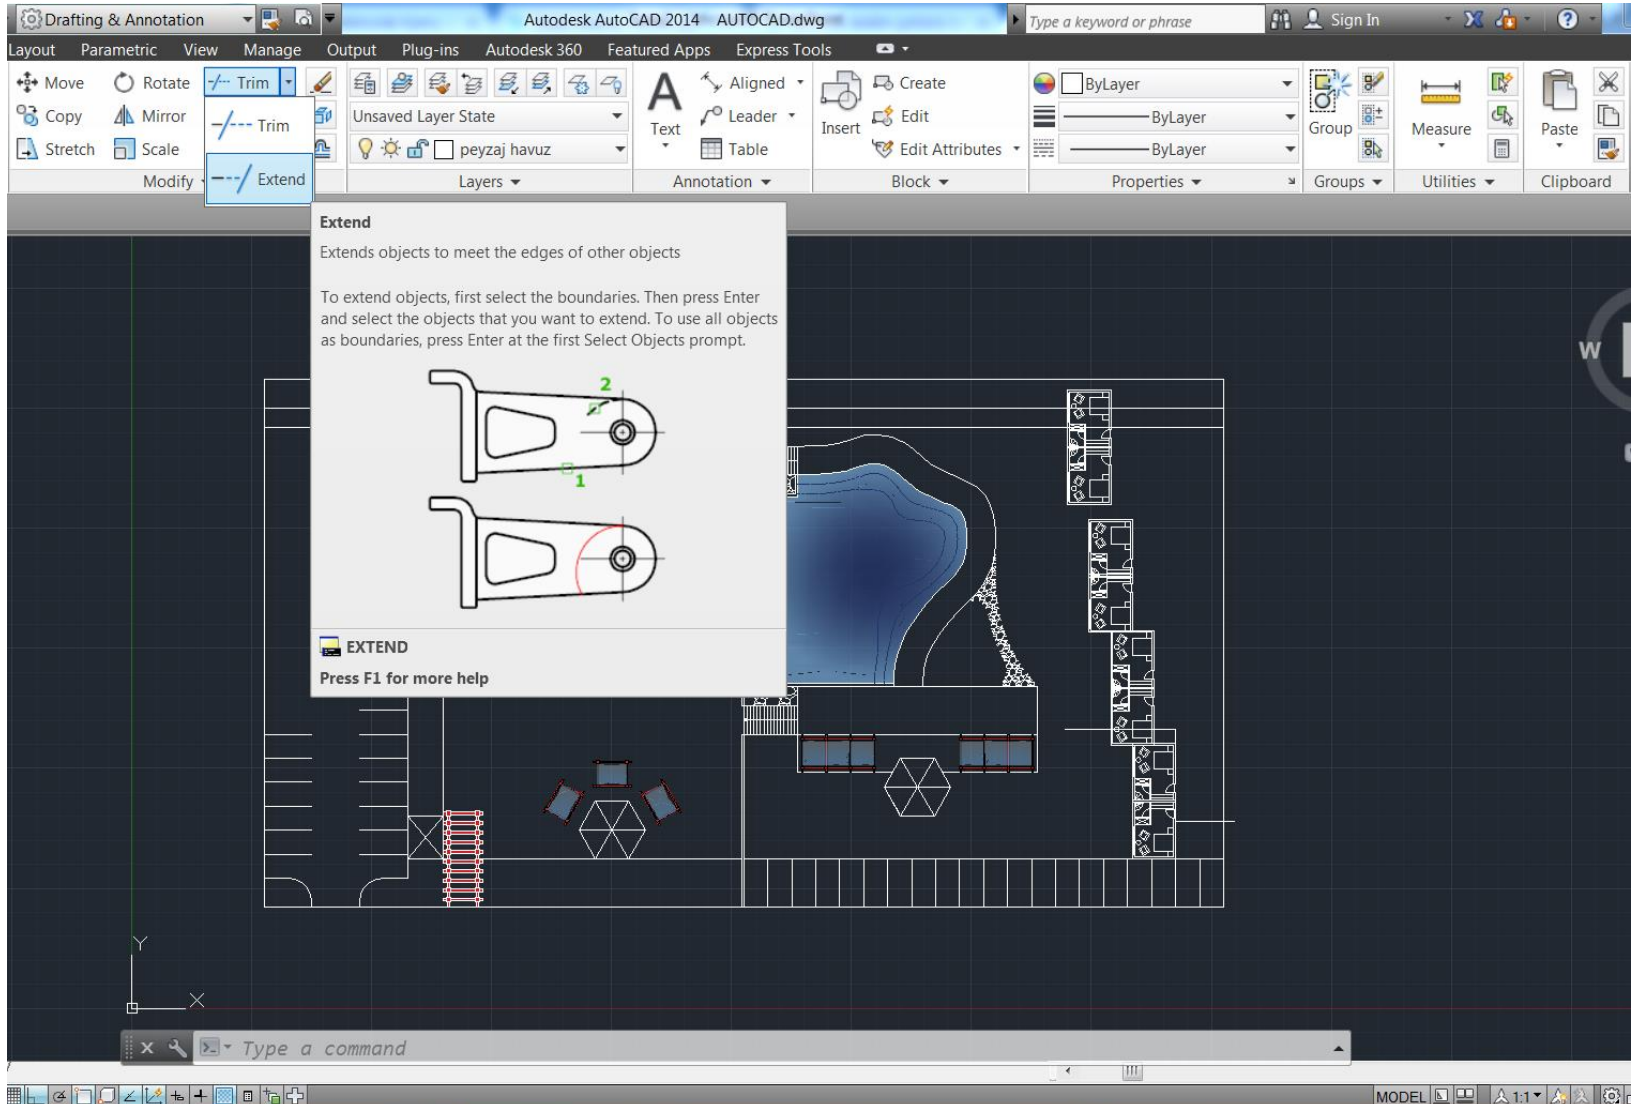 Drafting & Annotation
Autodesk AutoCAD 2014 AUTOCAD.dwg
Type a keyword or phrase
Sign In
Layout Parametric View Manage Output Plug-ins Autodesk 360 Featured Apps Express Tools
Move Rotate Trim
Copy Mirror
Stretch Scale
Trim
Extend
Modify
Unsaved Layer State
peyzaj havuz
Layers
A
Text
Aligned
Leader
Table
Annotation
Insert
Create
Edit
Edit Attributes
Block
ByLayer
ByLayer
ByLayer
Properties
Group
Groups
Measure
Utilities
Paste
Clipboard
Extend
Extends objects to meet the edges of other objects
To extend objects, first select the boundaries. Then press Enter
and select the objects that you want to extend. To use all objects
as boundaries, press Enter at the first Select Objects prompt.
2
1
EXTEND
Press F1 for more help
W
Y
X
Type a command
MODEL
1:1